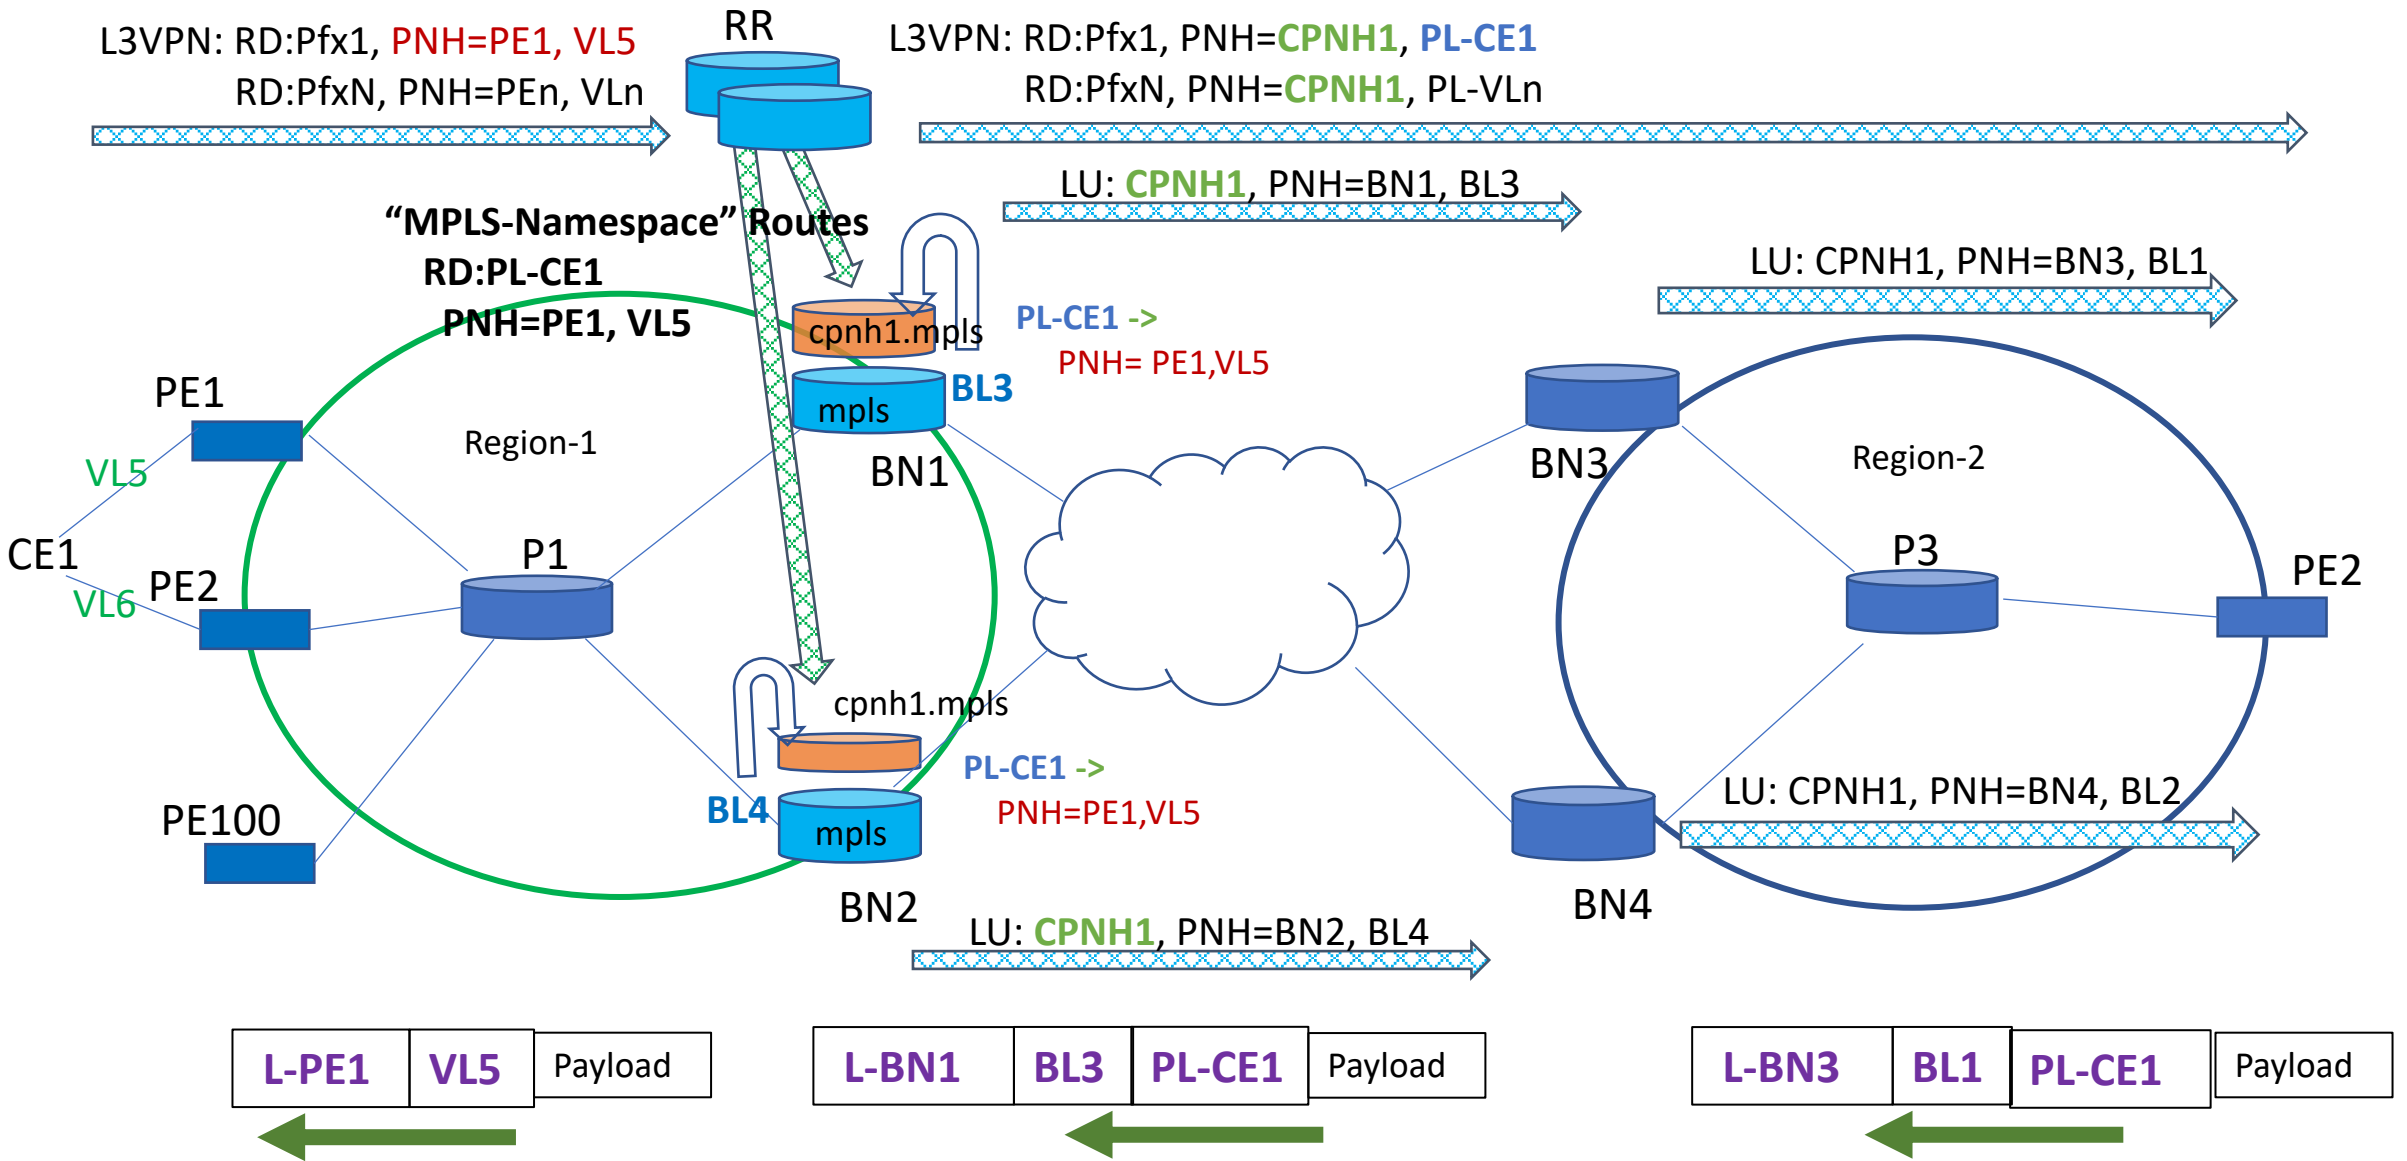 RR
L3VPN: RD:Pfx1, PNH=PE1, VL5
RD:PfxN, PNH=PEn, VLn
L3VPN: RD:Pfx1, PNH=CPNH1, PL-CE1
RD:PfxN, PNH=CPNH1, PL-VLn
LU: CPNH1, PNH=BN1, BL3
“MPLS-Namespace” Routes
RD:PL-CE1
PNH=PE1, VL5
LU: CPNH1, PNH=BN3, BL1
cpnh1.mpls
PL-CE1 ->
PNH= PE1,VL5
PE1
BL3
mpls
Region-1
BN1
BN3
Region-2
VL5
CE1
P1
P3
PE2
PE2
VL6
cpnh1.mpls
PL-CE1 ->
PNH=PE1,VL5
BL4
mpls
PE100
LU: CPNH1, PNH=BN4, BL2
BN2
BN4
LU: CPNH1, PNH=BN2, BL4
L-PE1 VL5 Payload
L-BN1 BL3 PL-CE1 Payload
L-BN3 BL1 PL-CE1 Payload